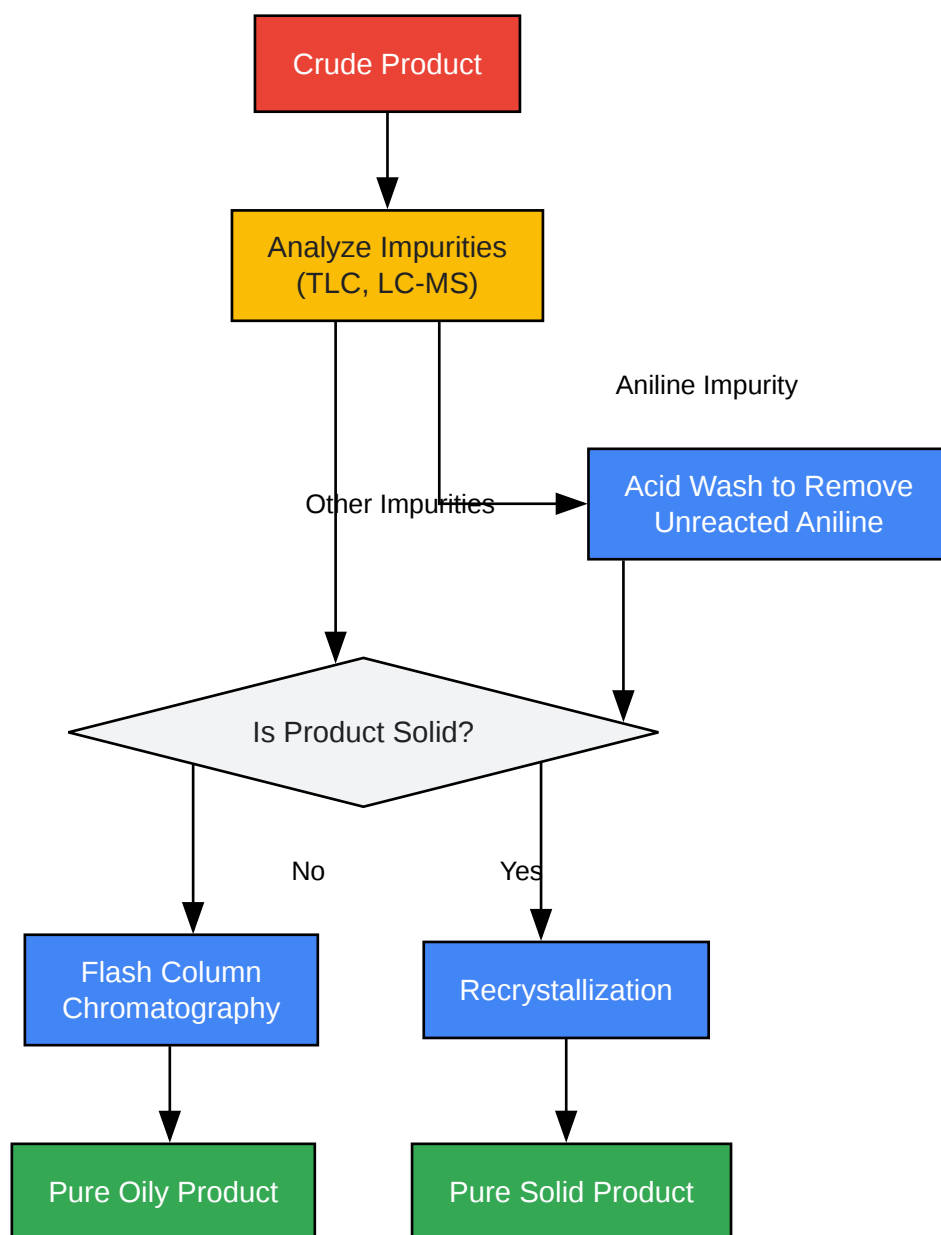 Crude Product
Analyze Impurities
(TLC, LC-MS)
Aniline Impurity
Other Impurities
Acid Wash to Remove
Unreacted Aniline
Is Product Solid?
No
Yes
Flash Column
Chromatography
Recrystallization
Pure Oily Product
Pure Solid Product